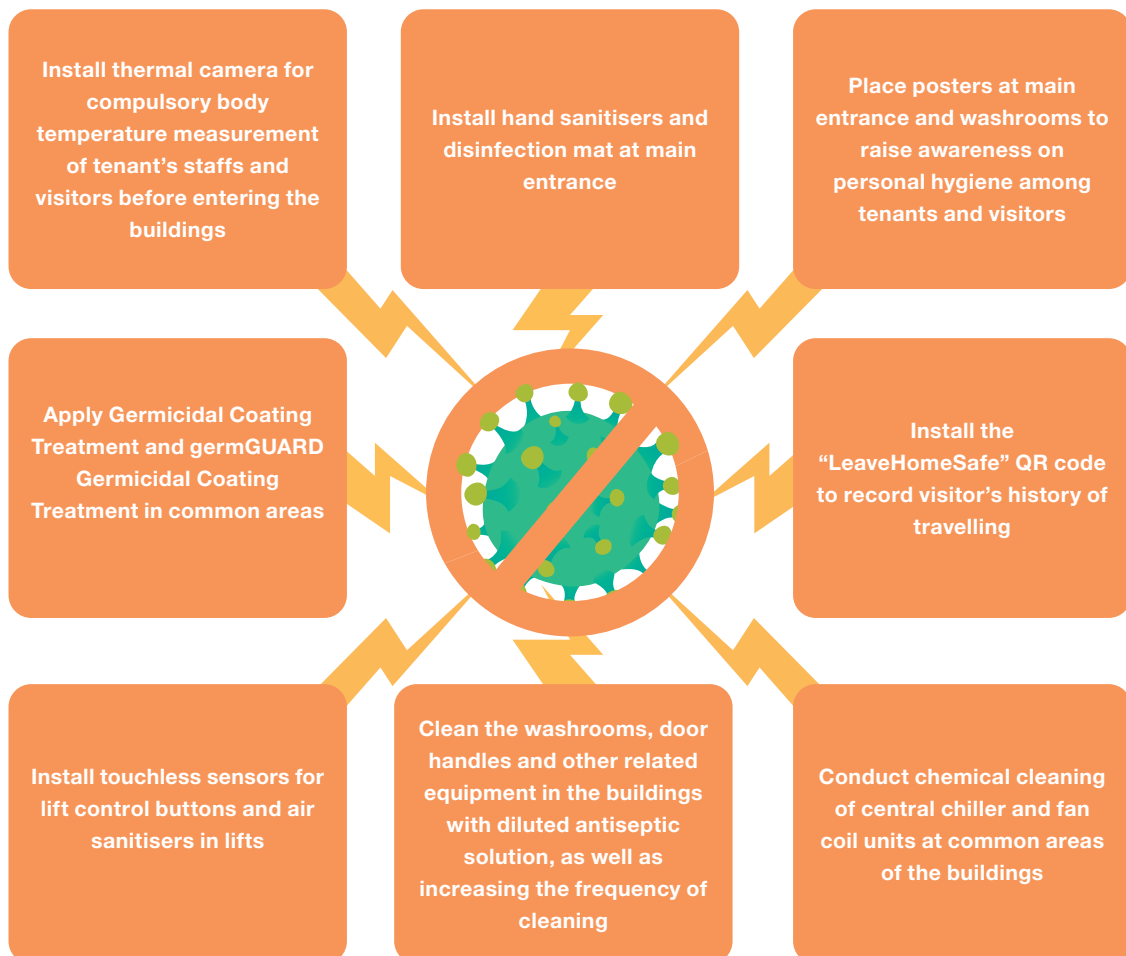 Install thermal camera for
compulsory body
temperature measurement
of tenant's staffs and
visitors before entering the
buildings
Install hand sanitisers and
disinfection mat at main
entrance
Place posters at main
entrance and washrooms to
raise awareness on
personal hygiene among
tenants and visitors
Apply Germicidal Coating
Treatment and germGUARD
Germicidal Coating
Treatment in common areas
Install the
“LeaveHomeSafe” QR code
to record visitor's history of
travelling
Install touchless sensors for
lift control buttons and air
sanitisers in lifts
Clean the washrooms, door
handles and other related
equipment in the buildings
with diluted antiseptic
solution, as well as
increasing the frequency of
cleaning
Conduct chemical cleaning
of central chiller and fan
coil units at common areas
of the buildings